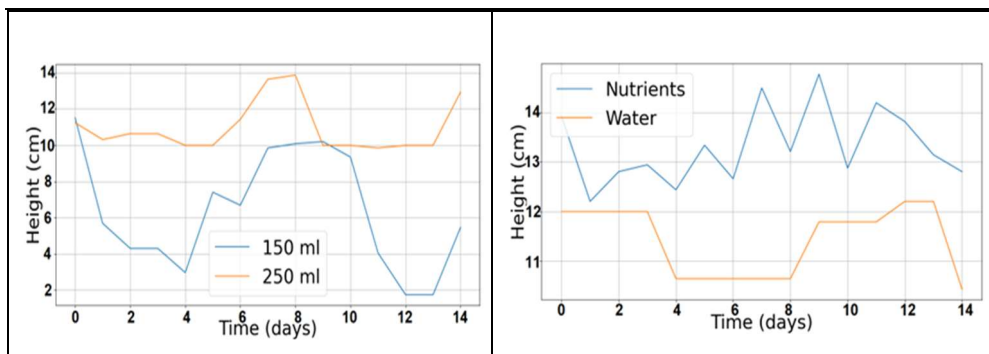 14
12
10
8
6
4
2
Height (cm)
150 ml
250 ml
0 2 4 6 8 10 12 14
Time (days)
14
13
12
11
Height (cm)
Nutrients
Water
0 2 4 6 8 10 12 14
Time (days)